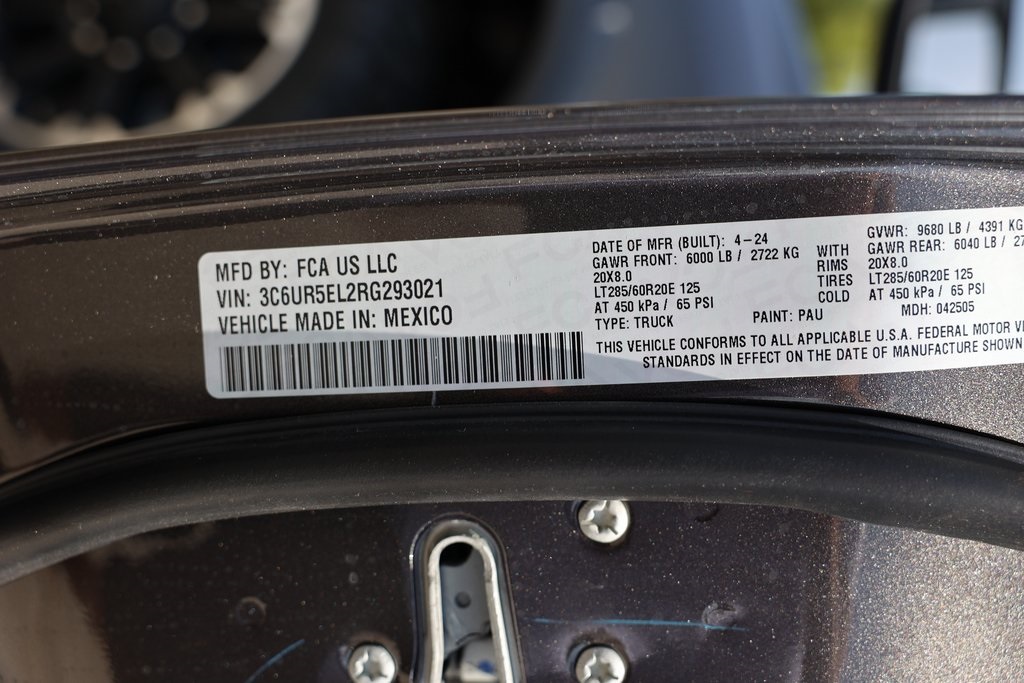 MFD BY: FCA US LLC
VIN: 3C6UR5EL2RG293021
VEHICLE MADE IN: MEXICO
DATE OF MFR (BUILT): 4-24 GVWR: 9680 LB / 4391 KG
GAWR FRONT: 6000 LB / 2722 KG WITH GAWR REAR: 6040 LB /
20X8.0 RIMS 20X8.0
LT285/60R20E 125 TIRES LT285/60R20E 125
AT 450 kPa / 65 PSI COLD AT 450 kPa / 65 PSI
TYPE: TRUCK PAINT: PAU MDH: 042505
THIS VEHICLE CONFORMS TO ALL APPLICABLE U.S.A. FEDERAL MOTOR
STANDARDS IN EFFECT ON THE DATE OF MANUFACTURE SHOWN